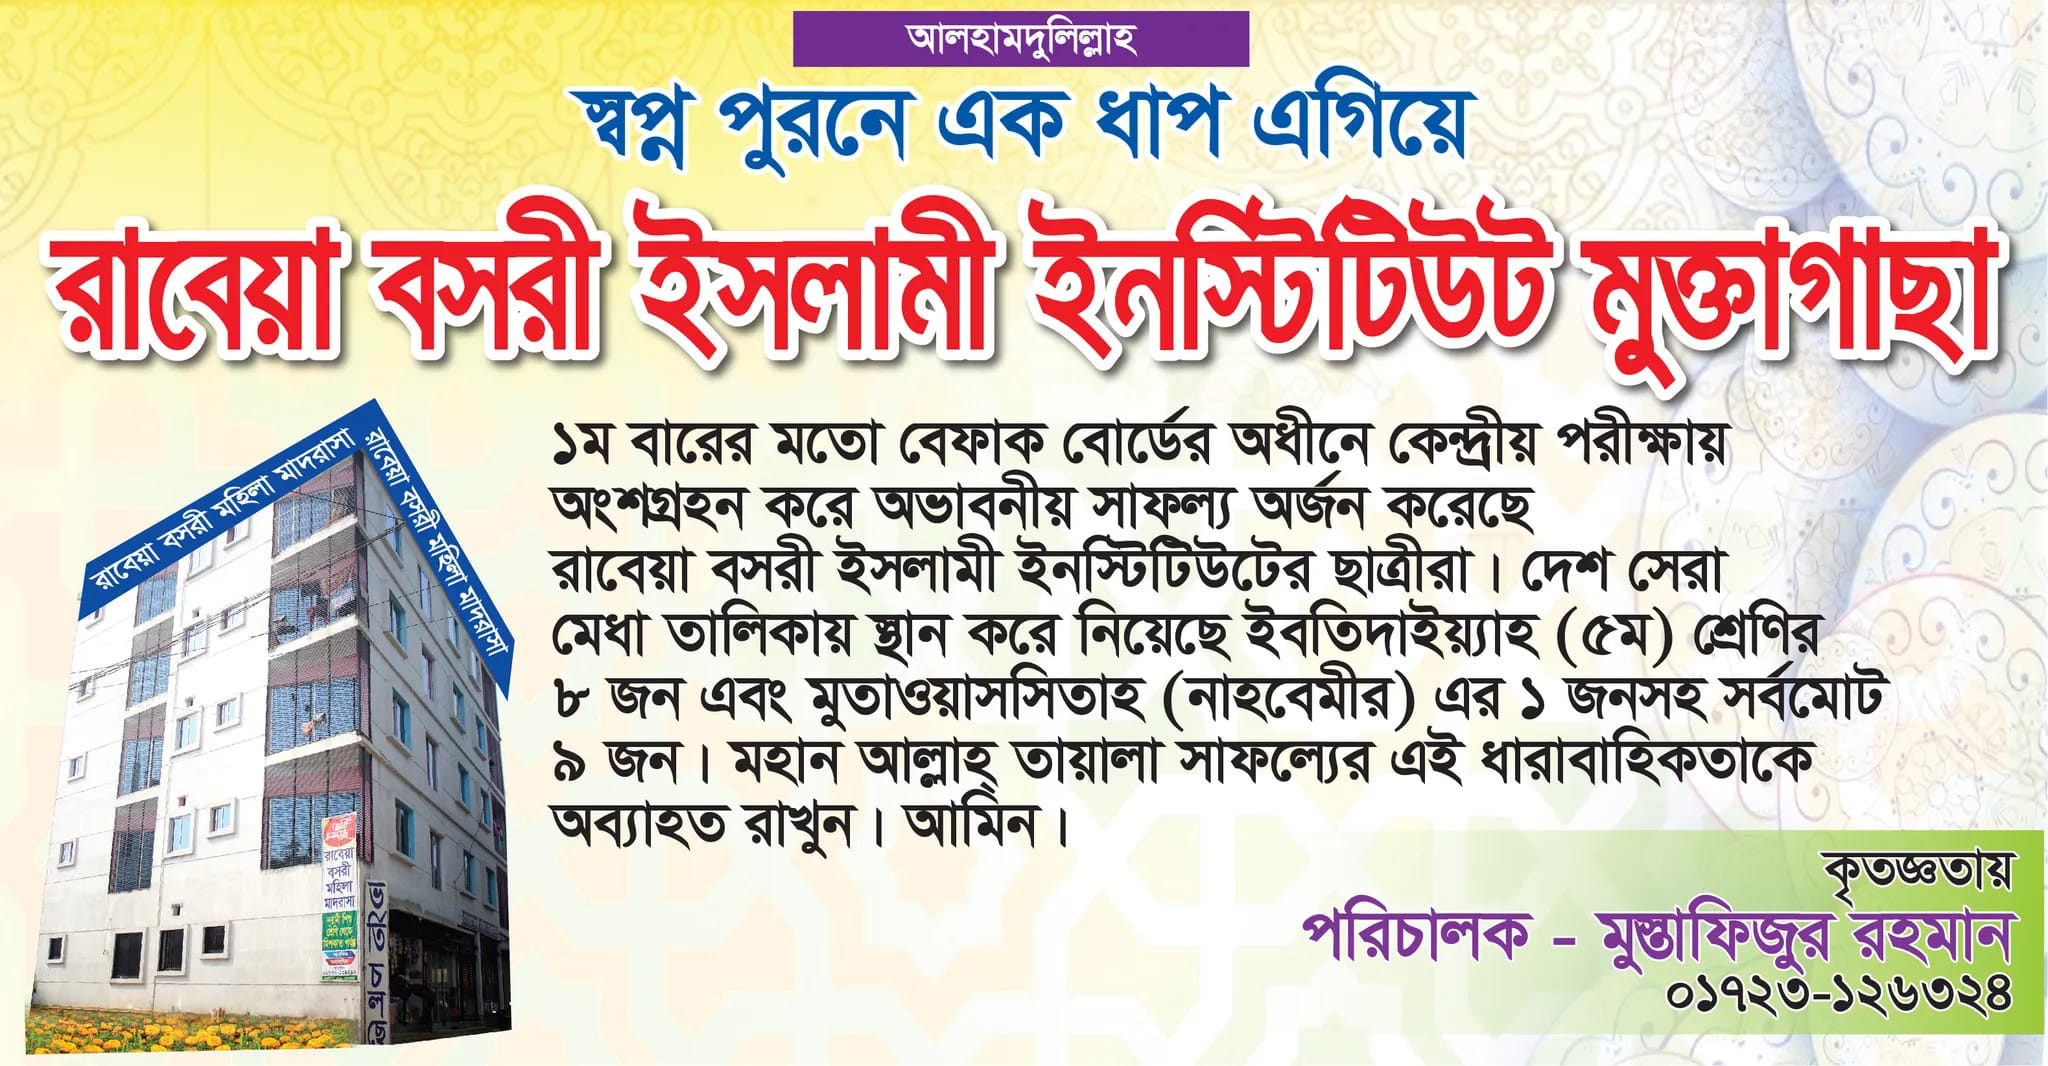 আলহামদুলিল্লাহ
স্বপ্ন পুরনে এক ধাপ এগিয়ে
রাবেয়া বসরী ইসলামী ইনস্টিটিউট মুক্তাগাছা
রাবেয়া বসরী মহিলা মাদরাসা
রাবেয়া বসরী মহিলা মাদরাসা
১ম বারের মতো বেফাক বোর্ডের অধীনে কেন্দ্রীয় পরীক্ষায়
অংশগ্রহন করে অভাবনীয় সাফল্য অর্জন করেছে
রাবেয়া বসরী ইসলামী ইনস্টিটিউটের ছাত্রীরা। দেশ সেরা
মেধা তালিকায় স্থান করে নিয়েছে ইবতিদাইয়্যাহ (৫ম) শ্রেণির
৮ জন এবং মুতাওয়াসসিতাহ (নাহবেমীর) এর ১ জনসহ সর্বমোট
৯ জন। মহান আল্লাহ্ তায়ালা সাফল্যের এই ধারাবাহিকতাকে
অব্যাহত রাখুন। আমিন।
রাবেয়া
বসরী
মহিলা
মাদরাসা
কৃতজ্ঞতায়
পরিচালক - মুস্তাফিজুর রহমান
০১৭২৩-১২৬৩২৪